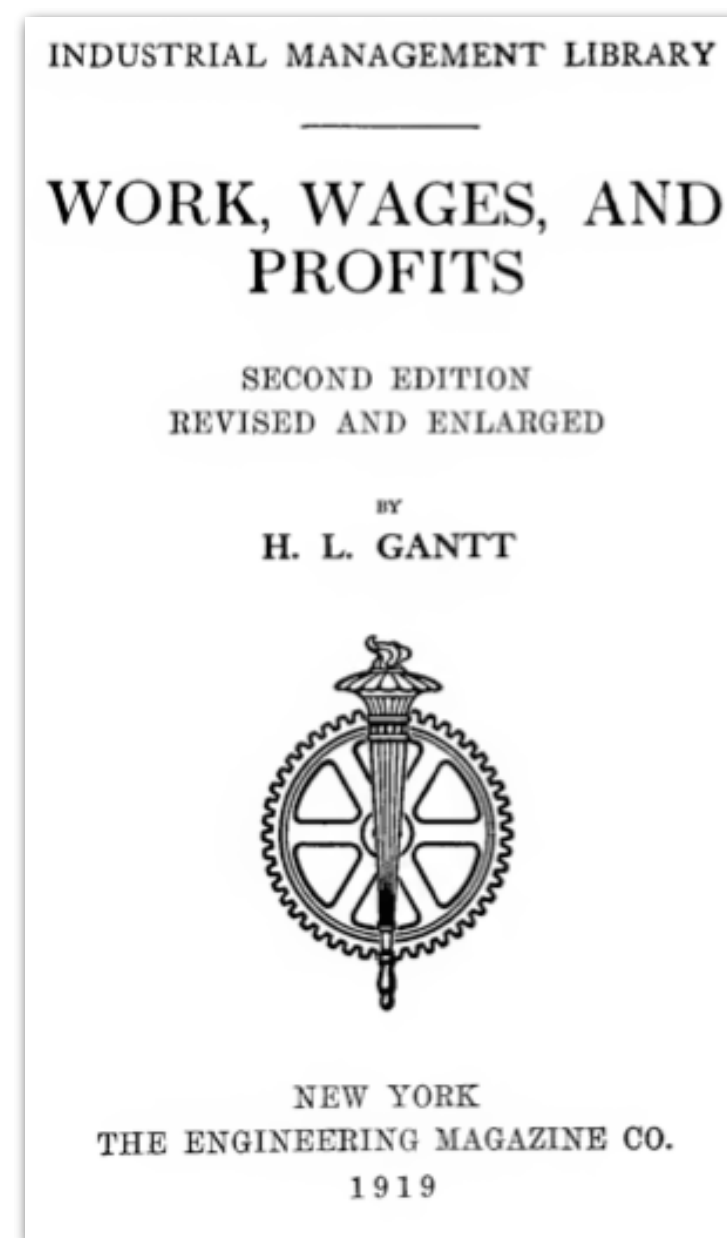 INDUSTRIAL MANAGEMENT LIBRARY
WORK, WAGES, AND
PROFITS
SECOND EDITION
REVISED AND ENLARGED
BY
H. L. GANTT
NEW YORK
THE ENGINEERING MAGAZINE CO.
1919